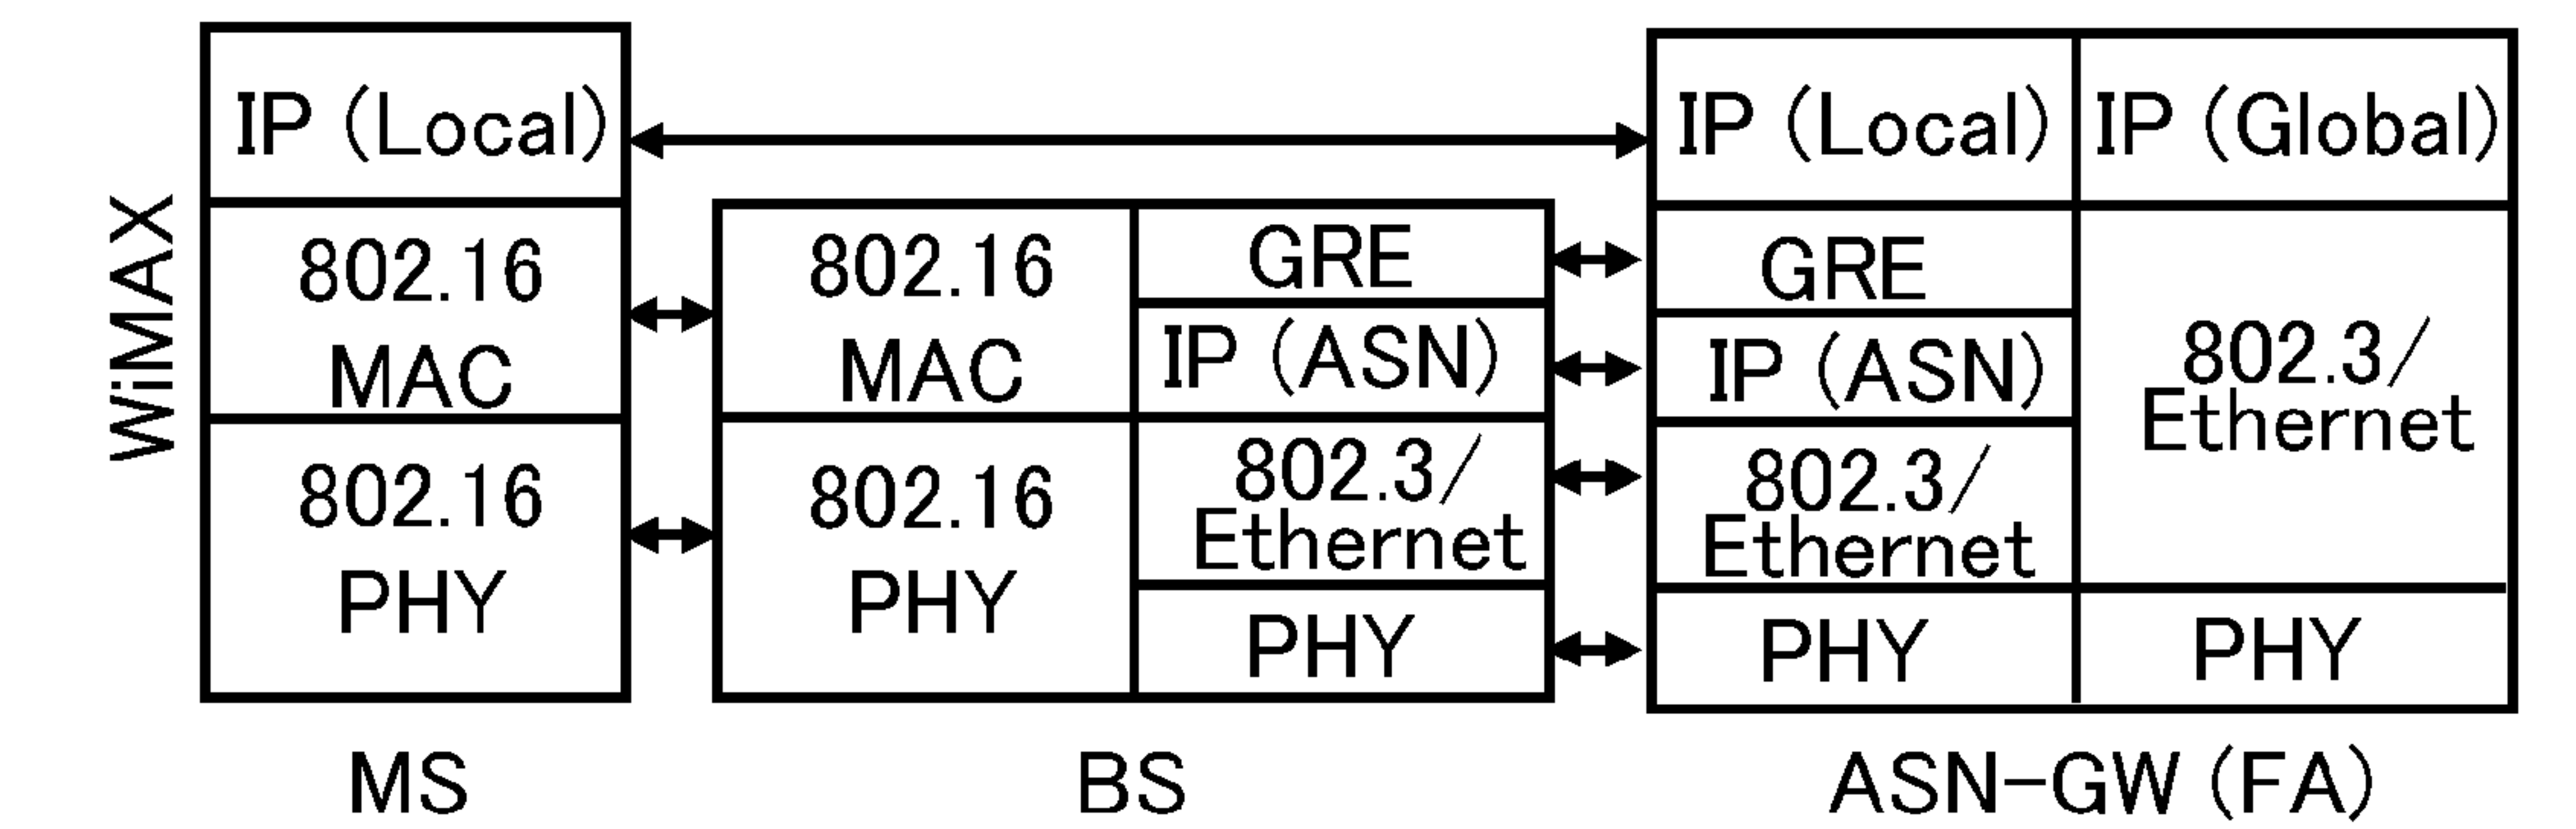 WiMAX
IP (Local)
802.16
MAC
802.16
PHY
MS
802.16
MAC
802.16
PHY
GRE
IP (ASN)
802.3/
Ethernet
PHY
BS
IP (Local)
GRE
IP (ASN)
802.3/
Ethernet
PHY
IP (Global)
802.3/
Ethernet
PHY
ASN-GW (FA)